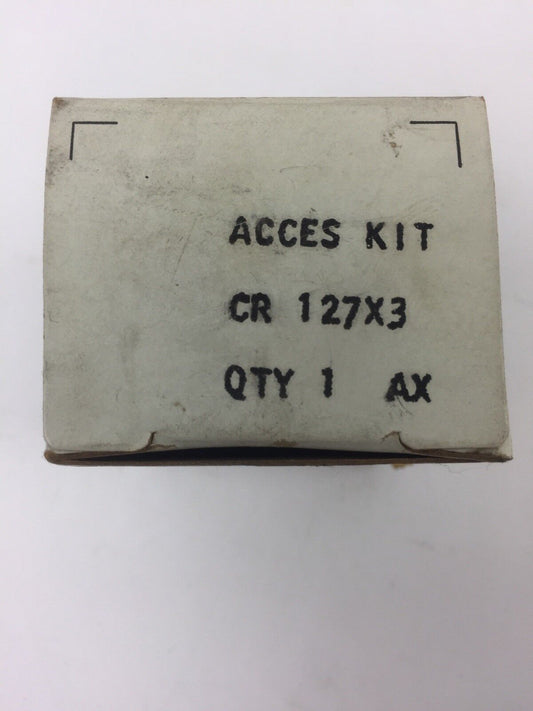 ACCES KIT
CR 127X3
QTY 1 AX